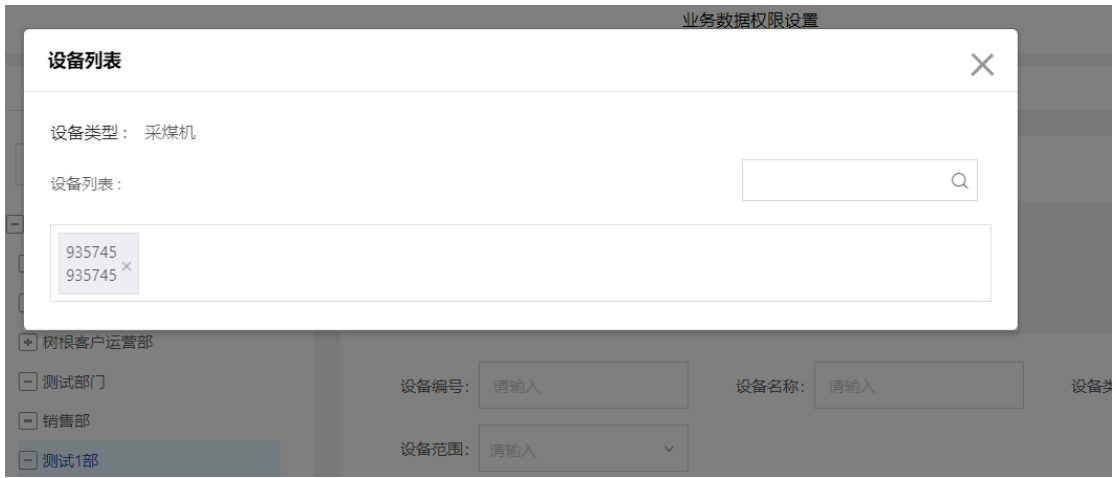 业务数据权限设置
设备列表
设备类型： 采煤机
设备列表：
935745
935745
树根客户运营部
测试部门
销售部
测试1部
设备编号： 请输入
设备名称： 请输入
设备类
设备范围： 请输入